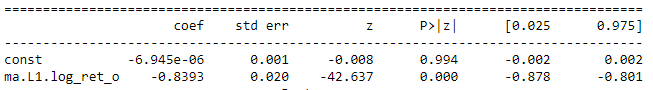 ==============================================================================
coef std err z P>|z| [0.025 0.975]
------------------------------------------------------------------------------
const -6.945e-06 0.001 -0.008 0.994 -0.002 0.002
ma.L1.log_ret_o -0.8393 0.020 -42.637 0.000 -0.878 -0.801